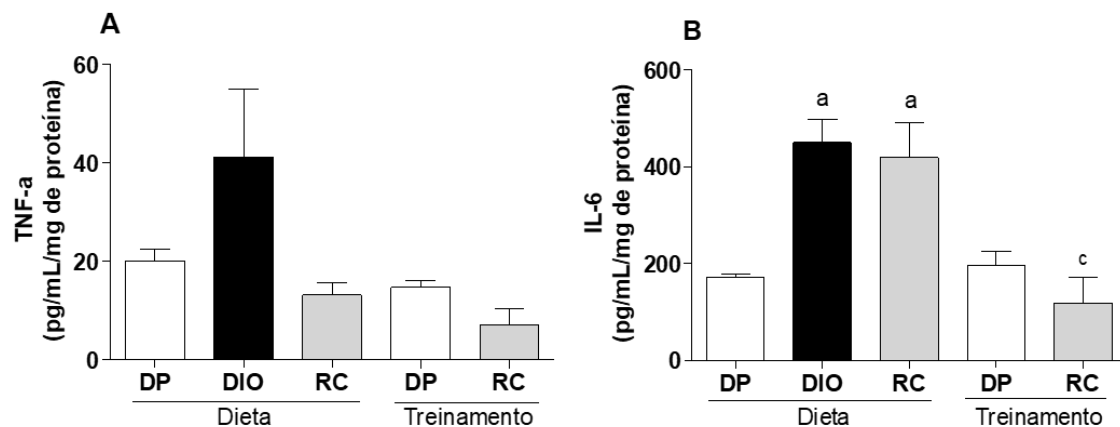 A
TNF-a
(pg/mL/mg de proteína)
60
40
20
0
DP
DIO
RC
DP
RC
Dieta
Treinamento
B
IL-6
(pg/mL/mg de proteína)
600
400
200
0
a
a
c
DP
DIO
RC
DP
RC
Dieta
Treinamento